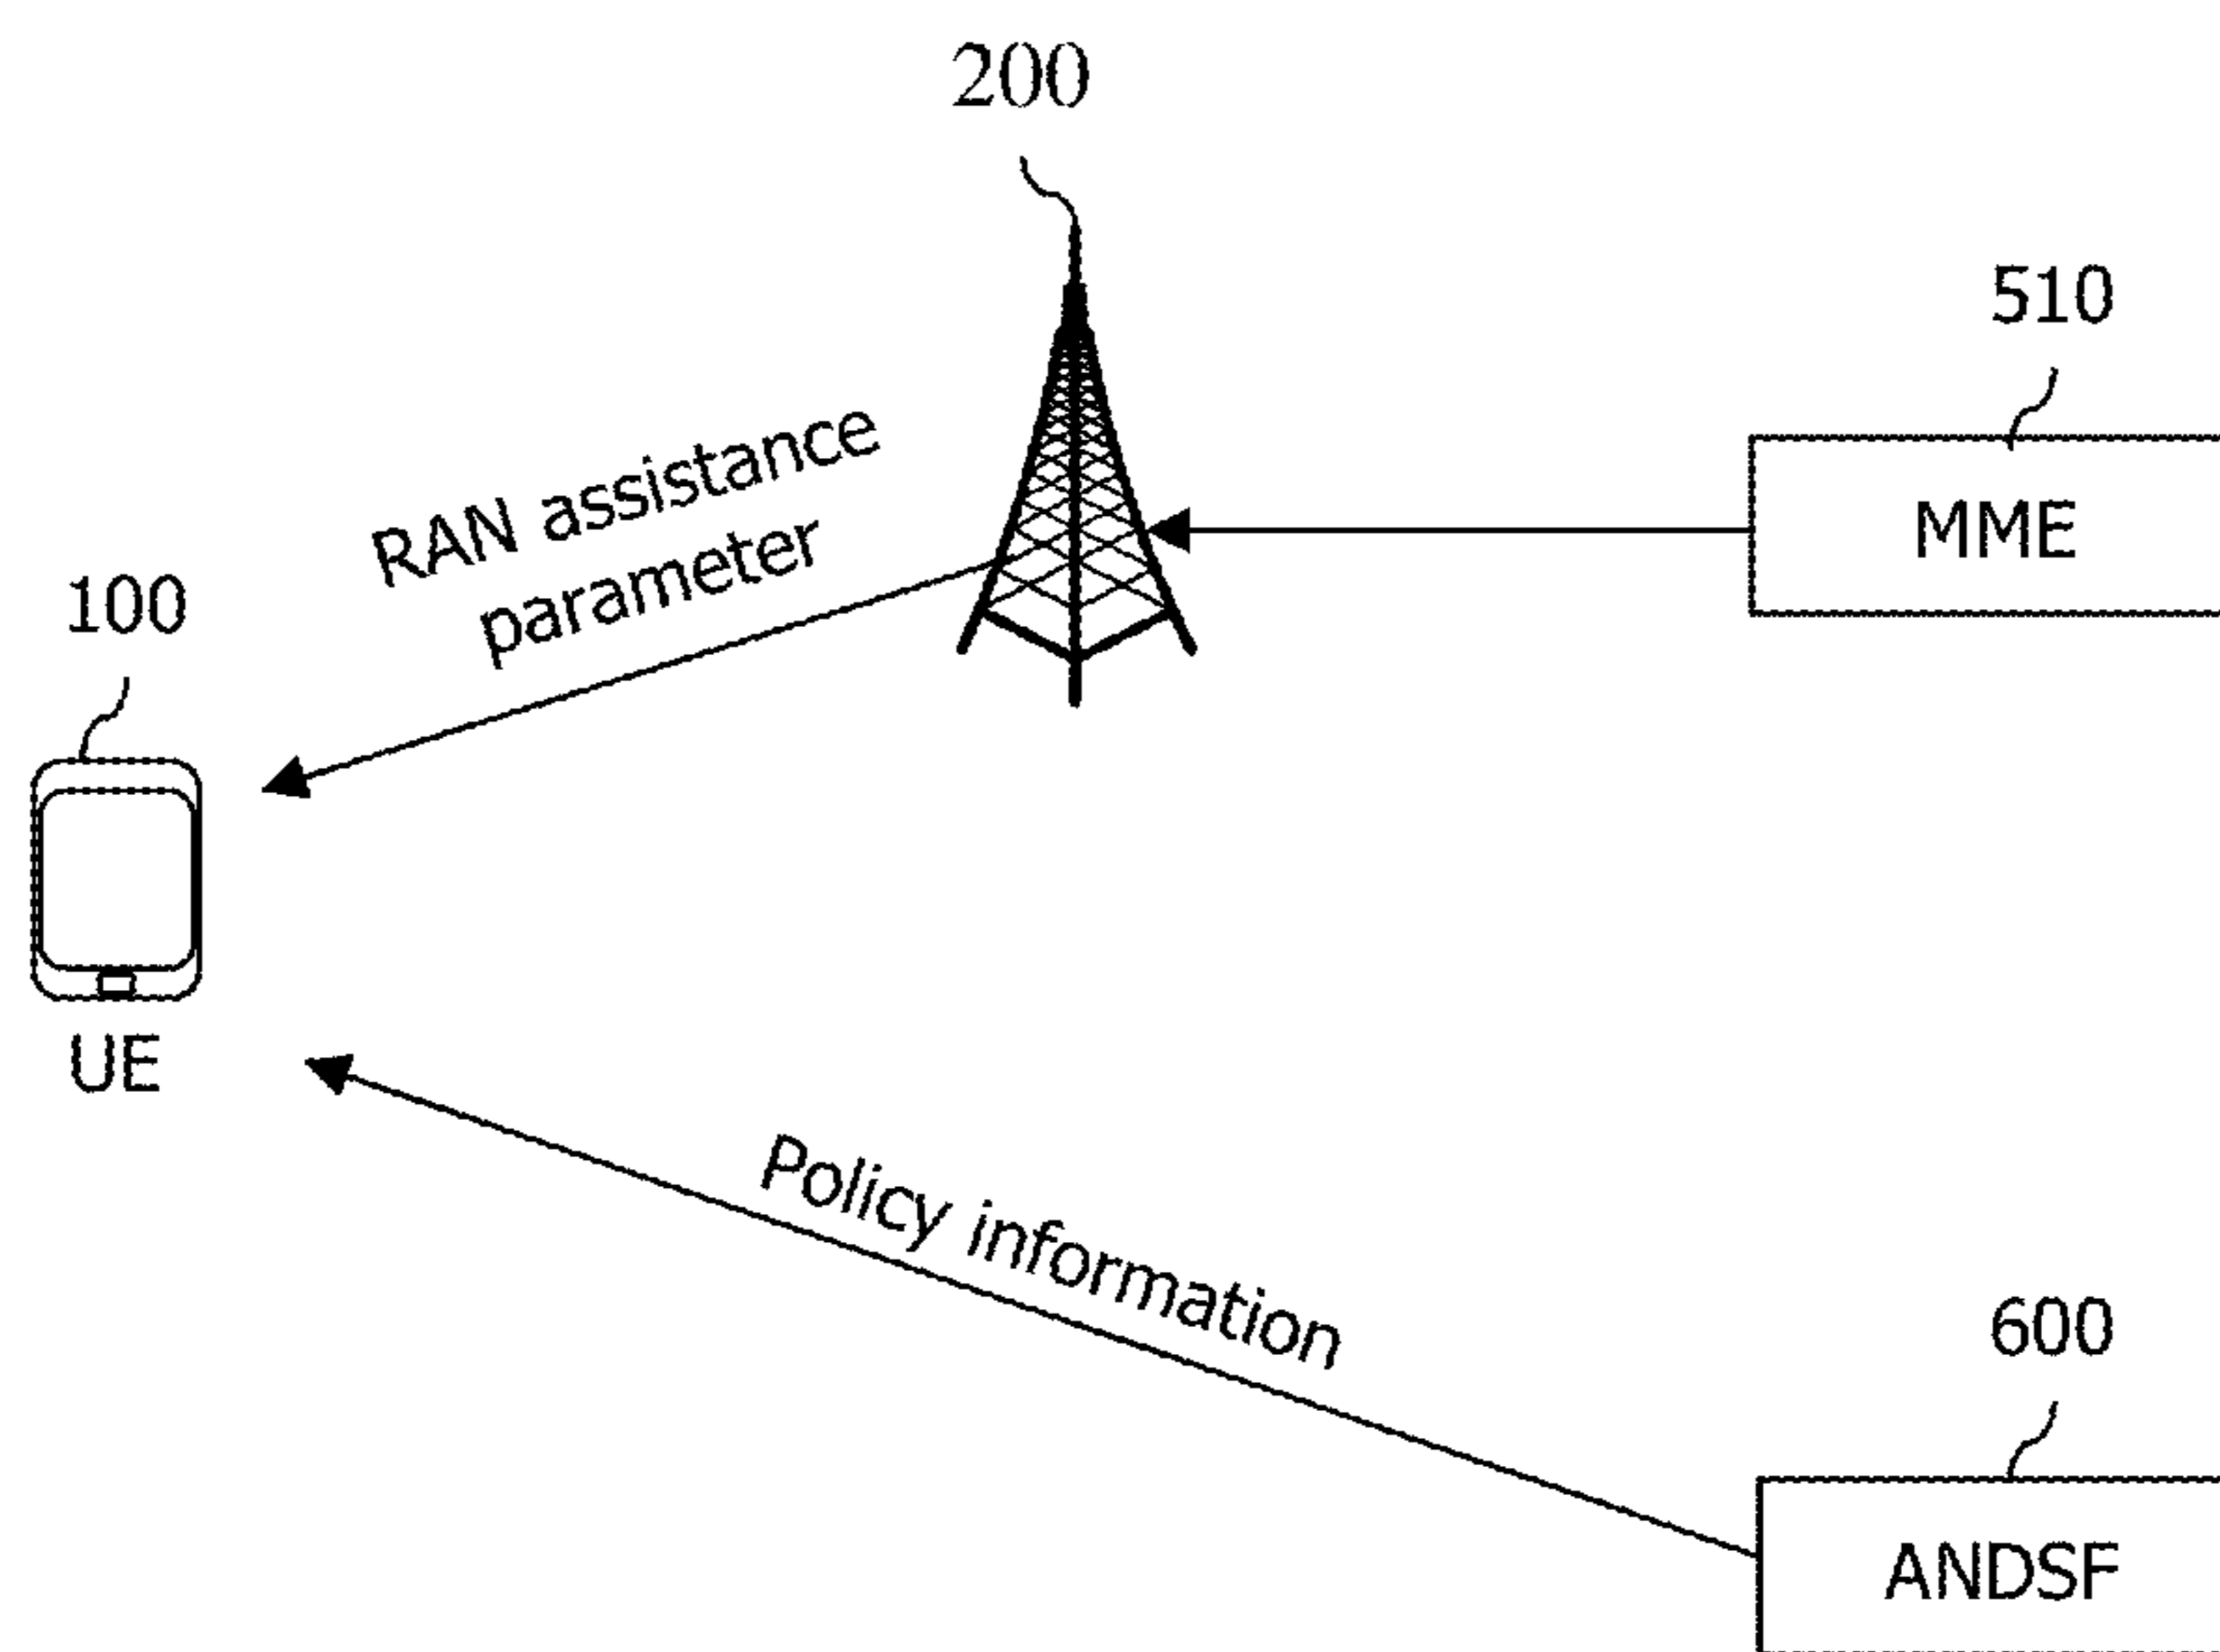 200
510
RAN assistance
parameter
MME
100
UE
Policy information
600
ANDSF